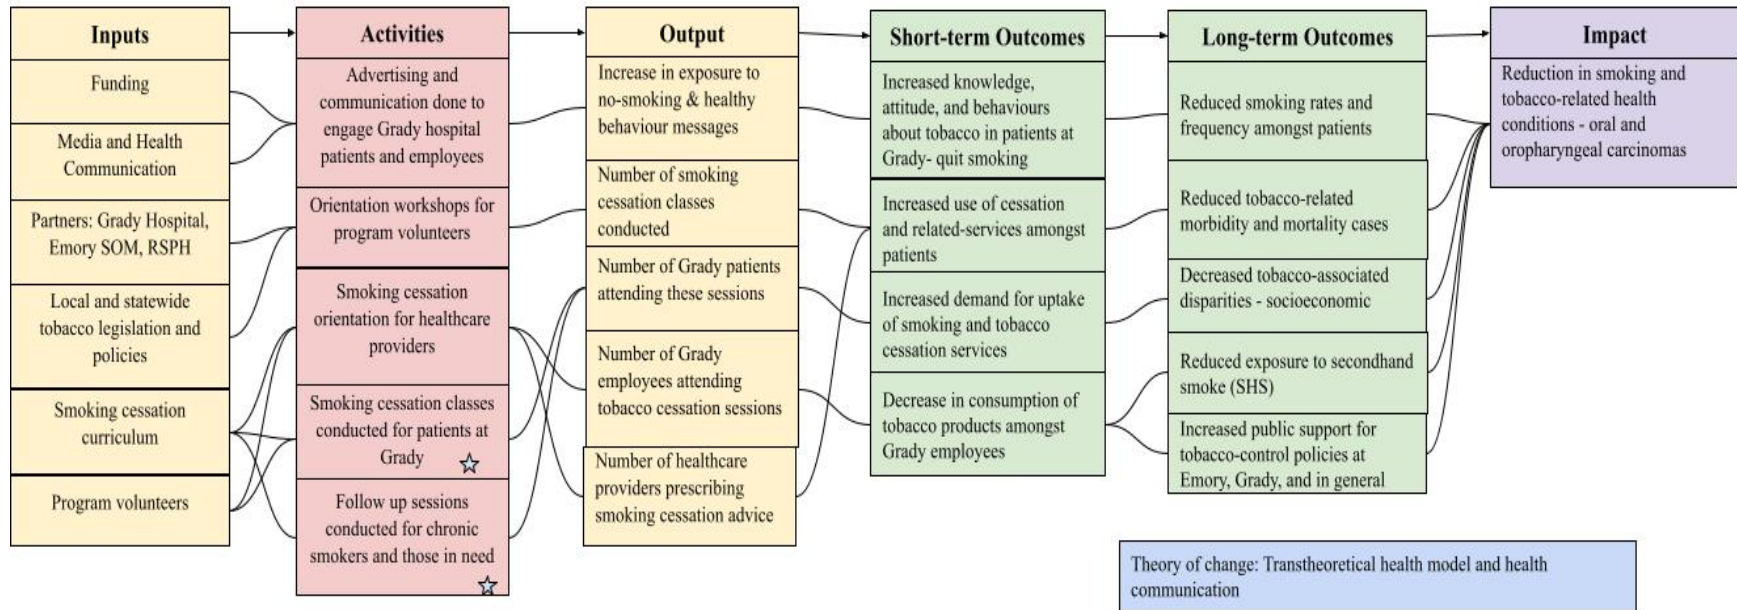 Inputs
Funding
Media and Health
Communication
Partners: Grady Hospital,
Emory SOM, RSPH
Local and statewide
tobacco legislation and
policies
Smoking cessation
curriculum
Program volunteers
Activities
Advertising and
communication done to
engage Grady hospital
patients and employees
Orientation workshops for
program volunteers
Smoking cessation
orientation for healthcare
providers
Smoking cessation classes
conducted for patients at
Grady
Follow up sessions
conducted for chronic
smokers and those in need
Output
Increase in exposure to
no-smoking & healthy
behaviour messages
Number of smoking
cessation classes
conducted
Number of Grady patients
attending these sessions
Number of Grady
employees attending
tobacco cessation sessions
Number of healthcare
providers prescribing
smoking cessation advice
Short-term Outcomes
Increased knowledge,
attitude, and behaviours
about tobacco in patients at
Grady- quit smoking
Increased use of cessation
and related-services amongst
patients
Increased demand for uptake
of smoking and tobacco
cessation services
Decrease in consumption of
tobacco products amongst
Grady employees
Long-term Outcomes
Reduced smoking rates and
frequency amongst patients
Reduced tobacco-related
morbidity and mortality cases
Decreased tobacco-associated
disparities - socioeconomic
Reduced exposure to secondhand
smoke (SHS)
Increased public support for
tobacco-control policies at
Emory, Grady, and in general
Impact
Reduction in smoking and
tobacco-related health
conditions - oral and
oropharyngeal carcinomas
Theory of change: Transtheoretical health model and health
communication